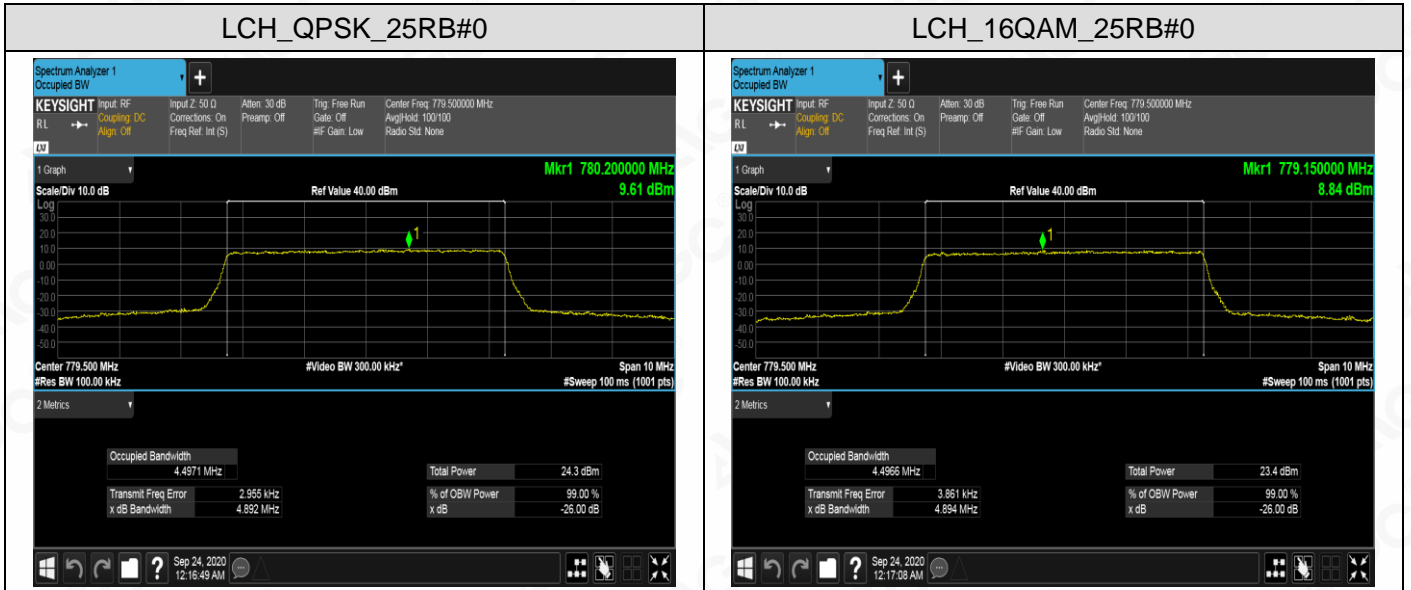 LCH_QPSK_25RB#0
Spectrum Analyzer 1
Occupied BW
+
KEYSIGHT Input: RF Input Z: 50 Ω Atten: 30 dB Trig: Free Run Center Freq: 779.500000 MHz
RL Coupling: DC Corrections: On Preamp: Off Gate: Off Avg|Hold: 100/100
Align: Off Freq Ref: Int (S) #IF Gain: Low Radio Std: None
LXI
1 Graph Mkr1 780.200000 MHz
Scale/Div 10.0 dB Ref Value 40.00 dBm 9.61 dBm
Log
30.0
20.0
1
10.0
0.00
-10.0
-20.0
-30.0
-40.0
-50.0
Center 779.500 MHz #Video BW 300.00 kHz* Span 10 MHz
#Res BW 100.00 kHz #Sweep 100 ms (1001 pts)
2 Metrics
Occupied Bandwidth
4.4971 MHz Total Power 24.3 dBm
Transmit Freq Error 2.955 kHz % of OBW Power 99.00 %
x dB Bandwidth 4.892 MHz x dB -26.00 dB
? Sep 24, 2020
12:16:49 AM
LCH_16QAM_25RB#0
Spectrum Analyzer 1
Occupied BW
+
KEYSIGHT Input: RF Input Z: 50 Ω Atten: 30 dB Trig: Free Run Center Freq: 779.500000 MHz
RL Coupling: DC Corrections: On Preamp: Off Gate: Off Avg|Hold: 100/100
Align: Off Freq Ref: Int (S) #IF Gain: Low Radio Std: None
LXI
1 Graph Mkr1 779.150000 MHz
Scale/Div 10.0 dB Ref Value 40.00 dBm 8.84 dBm
Log
30.0
20.0
1
10.0
0.00
-10.0
-20.0
-30.0
-40.0
-50.0
Center 779.500 MHz #Video BW 300.00 kHz* Span 10 MHz
#Res BW 100.00 kHz #Sweep 100 ms (1001 pts)
2 Metrics
Occupied Bandwidth
4.4966 MHz Total Power 23.4 dBm
Transmit Freq Error 3.861 kHz % of OBW Power 99.00 %
x dB Bandwidth 4.894 MHz x dB -26.00 dB
? Sep 24, 2020
12:17:08 AM